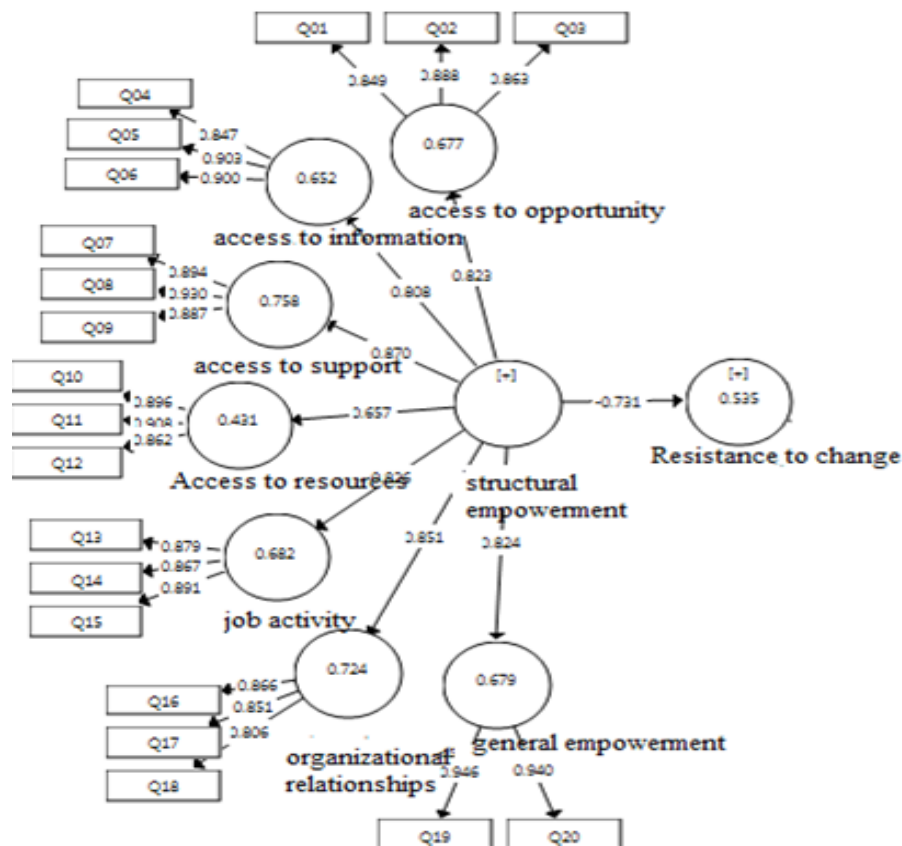 Q01
Q02
Q03
0.849
0.888
0.863
0.677
access to opportunity
Q04
Q05
Q06
0.847
0.903
0.900
0.652
access to information
Q07
Q08
Q09
0.894
0.930
0.887
0.758
access to support
Q10
Q11
Q12
0.896
0.908
0.862
0.431
Access to resources
0.823
0.808
0.870
0.657
[+]
structural
empowerment
-0.731
[+]
0.535
Resistance to change
0.851
0.824
Q13
Q14
Q15
0.879
0.867
0.891
0.682
job activity
Q16
Q17
Q18
0.866
0.851
0.806
0.724
organizational
relationships
0.679
general empowerment
0.946
0.940
Q19
Q20